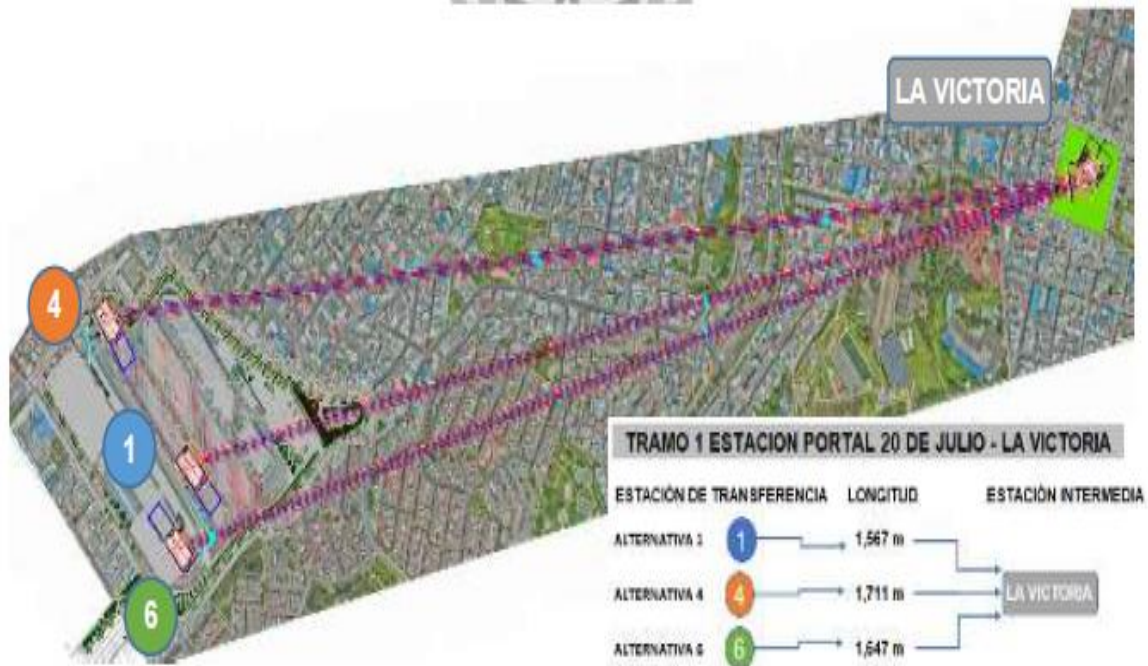 LA VICTORIA
4
1
6
TRAMO 1 ESTACION PORTAL 20 DE JULIO - LA VICTORIA
ESTACIÓN DE TRANSFERENCIA LONGITUD ESTACIÓN INTERMEDIA
ALTERNATIVA 1 1 1,567 m
ALTERNATIVA 4 4 1,711 m LA VICTORIA
ALTERNATIVA 6 6 1,647 m